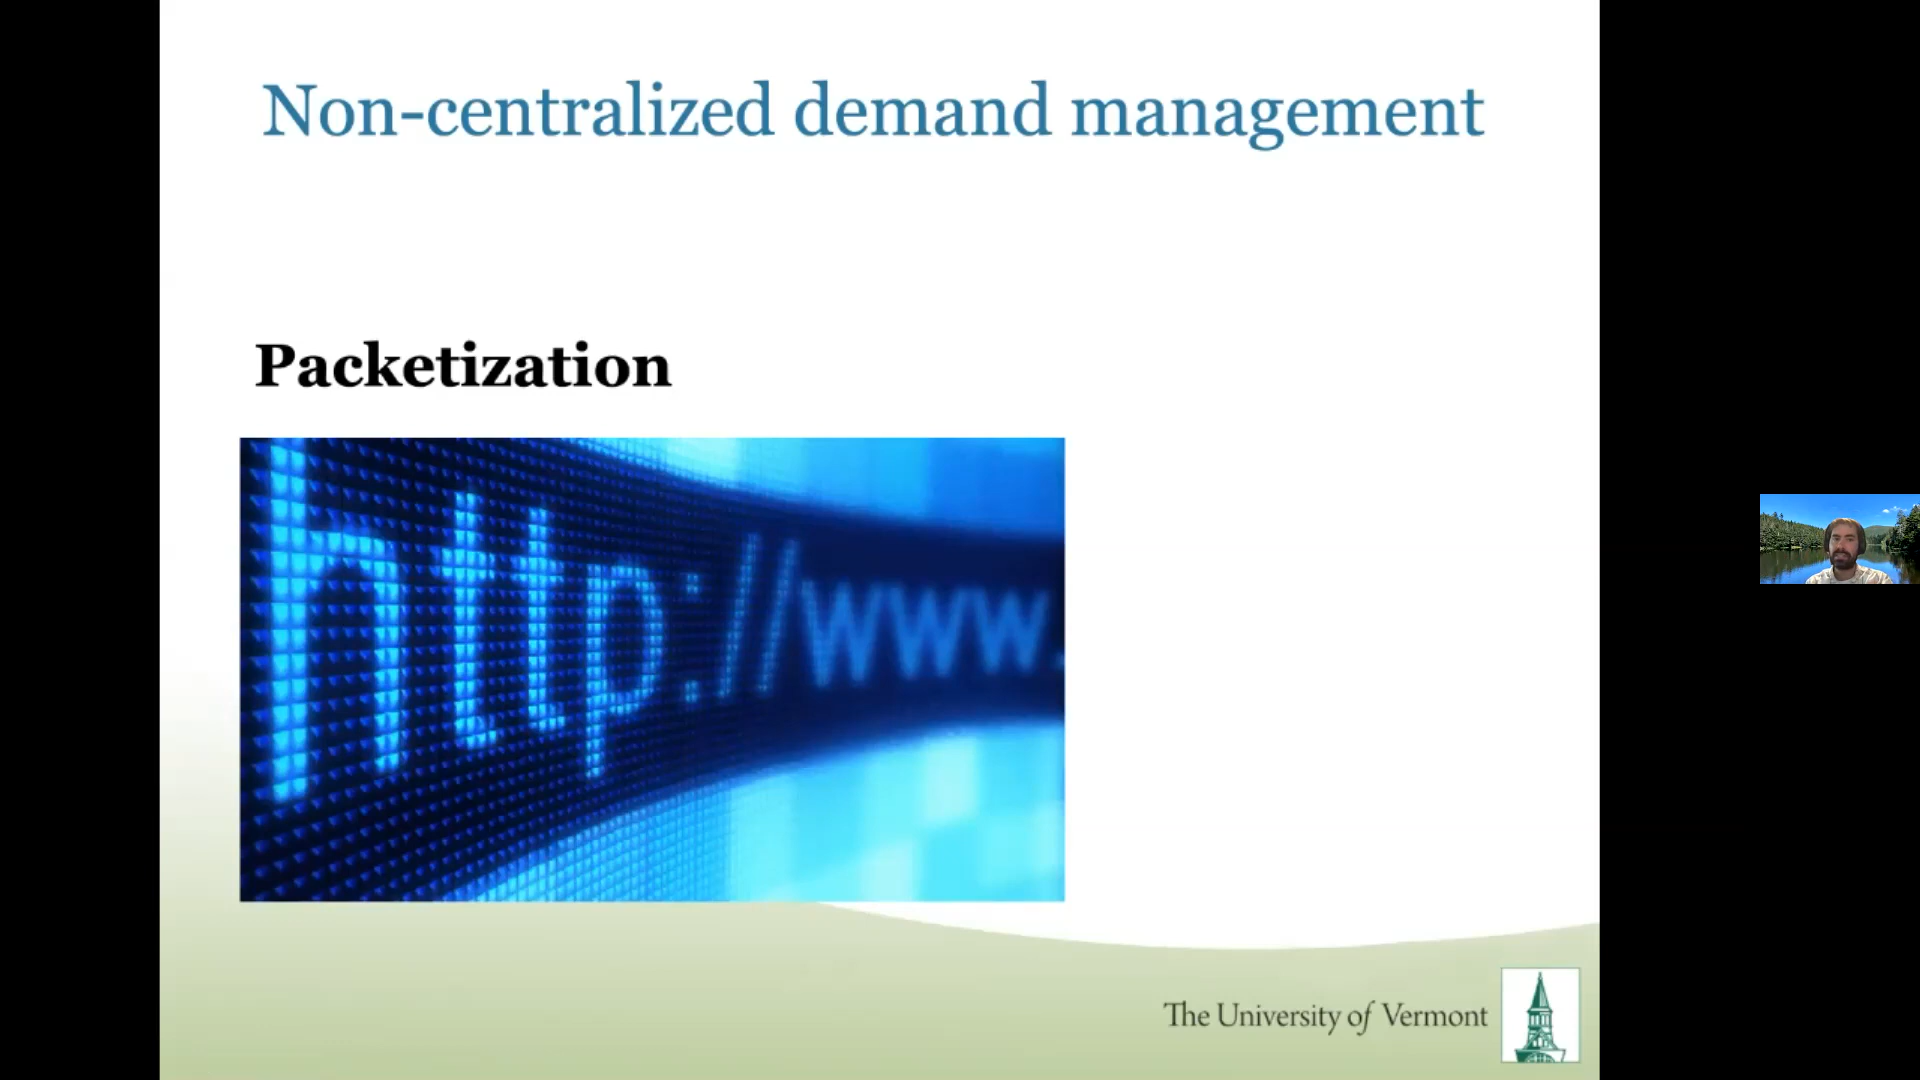 Non-centralized demand management
Packetization
http://www.
The University of Vermont